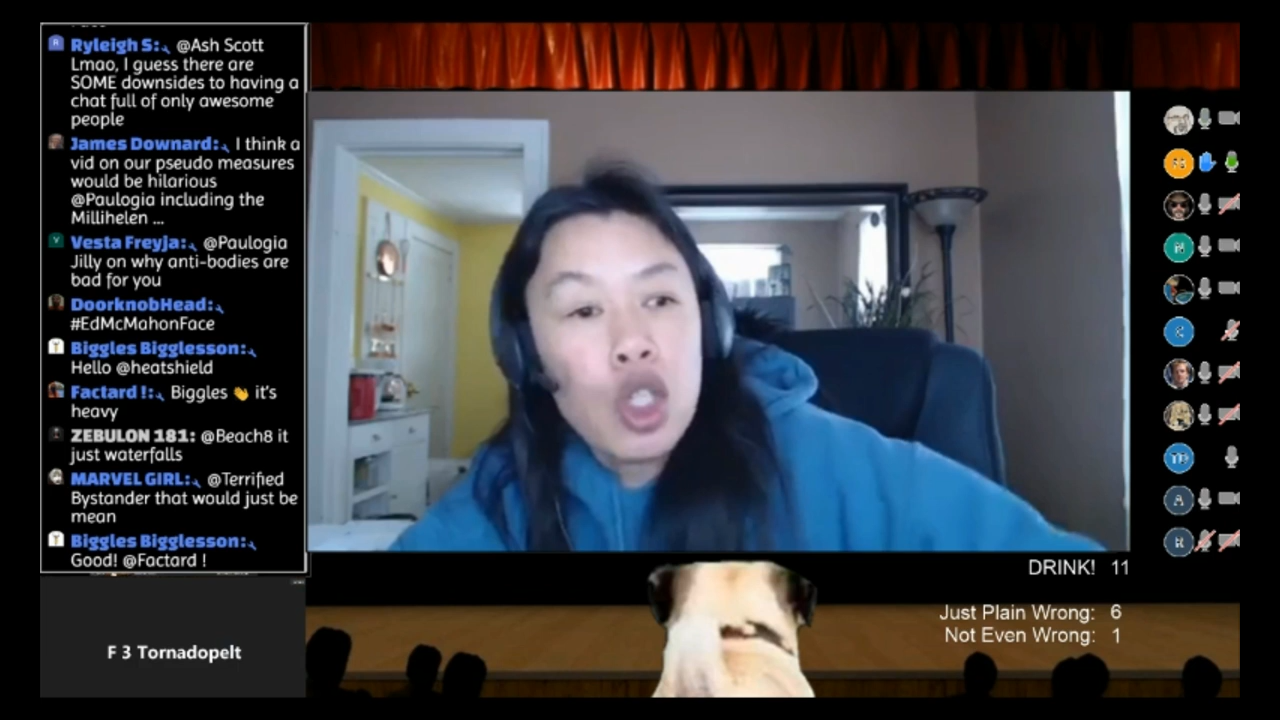 Ryleigh S: @Ash Scott
Lmao, I guess there are
SOME downsides to having a
chat full of only awesome
people
James Downard: I think a
vid on our pseudo measures
would be hilarious
@Paulogia including the
Millihelen ...
Vesta Freyja: @Paulogia
Jilly on why anti-bodies are
bad for you
DoorknobHead:
#EdMcMahonFace
Biggles Bigglesson:
Hello @heatshield
Factard !: Biggles 👋 it's
heavy
ZEBULON 181: @Beach8 it
just waterfalls
MARVEL GIRL: @Terrified
Bystander that would just be
mean
Biggles Bigglesson:
Good! @Factard !
F 3 Tornadopelt
DRINK! 11
Just Plain Wrong: 6
Not Even Wrong: 1
A